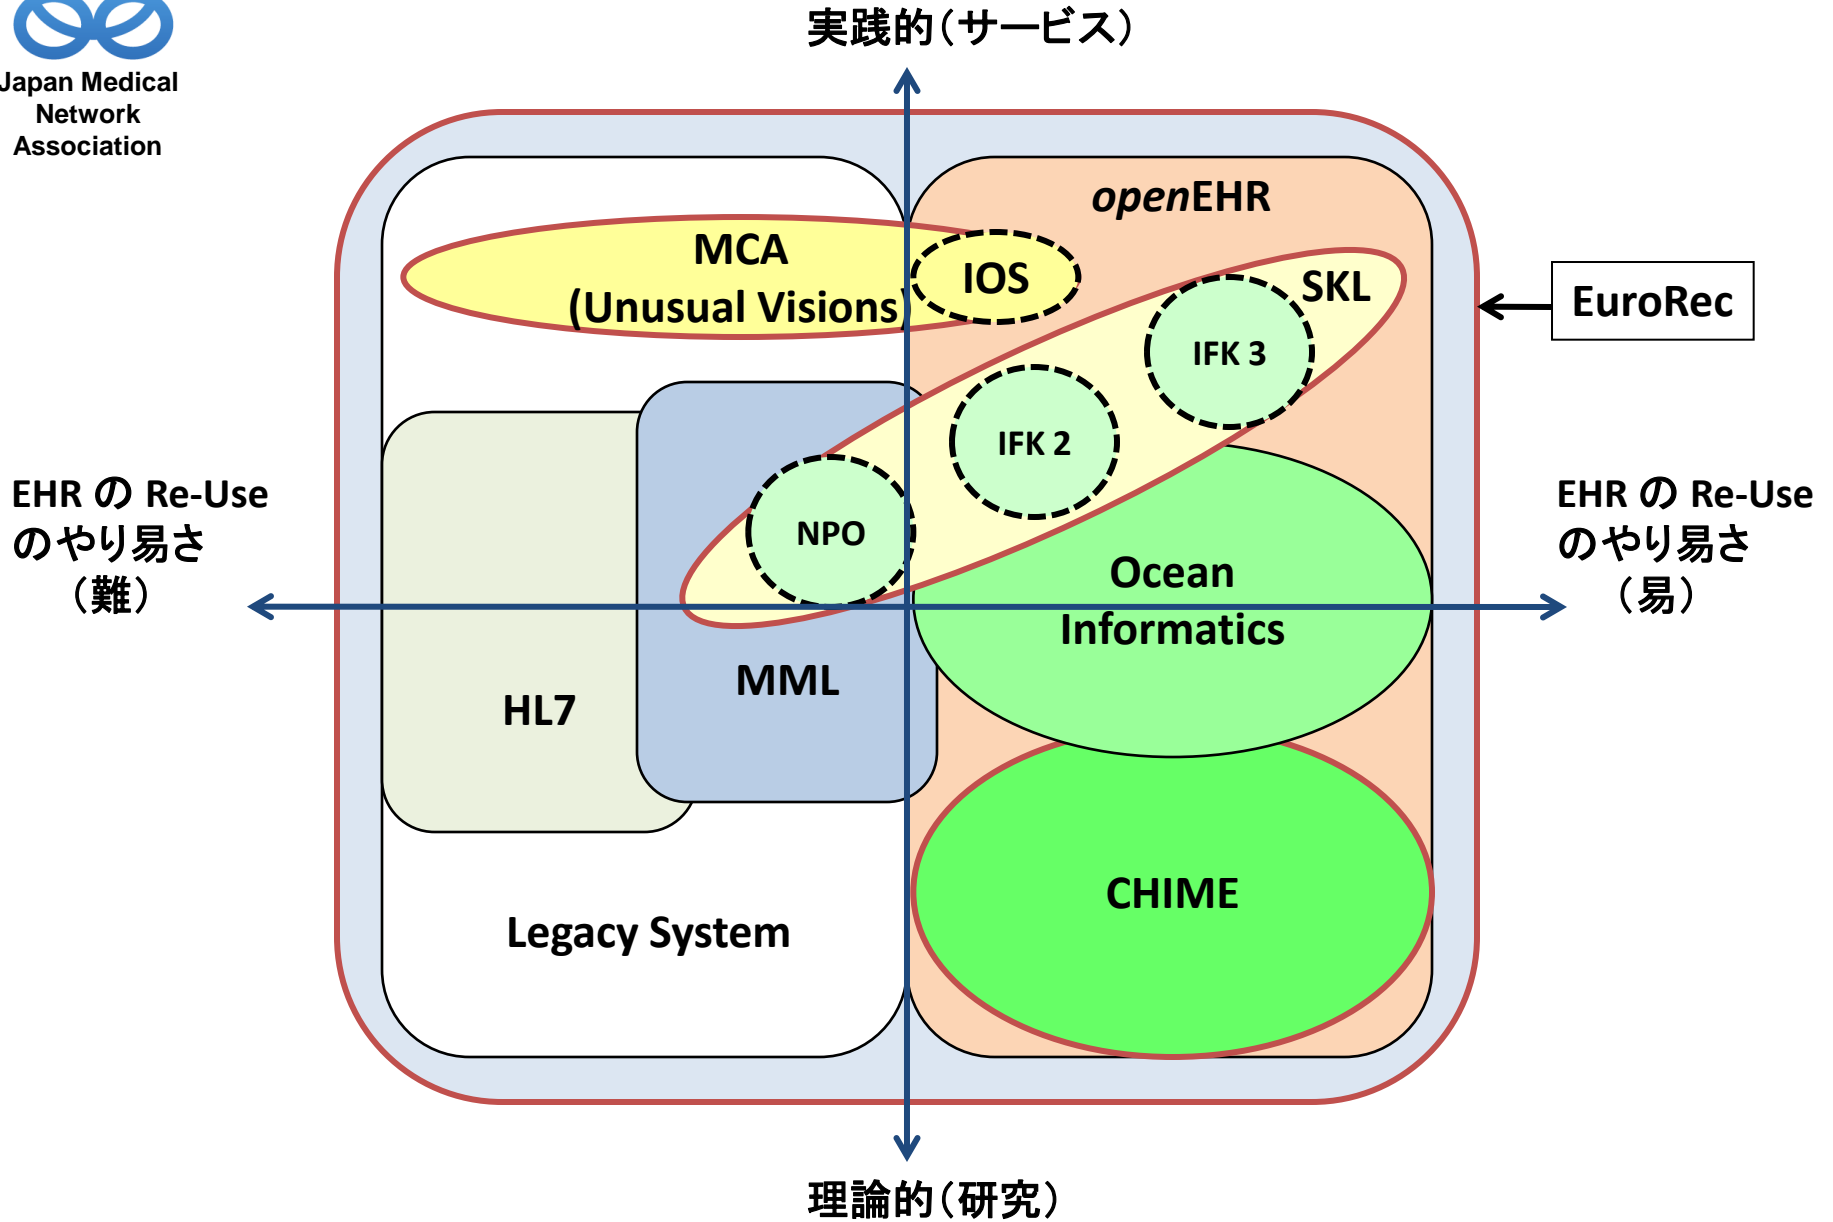 Japan Medical
Network
Association
実践的(サービス)
openEHR
MCA
(Unusual Visions)
IOS
SKL
EuroRec
IFK 3
IFK 2
NPO
EHR の Re-Use
のやり易さ
(難)
EHR の Re-Use
のやり易さ
(易)
Ocean
Informatics
MML
HL7
CHIME
Legacy System
理論的(研究)